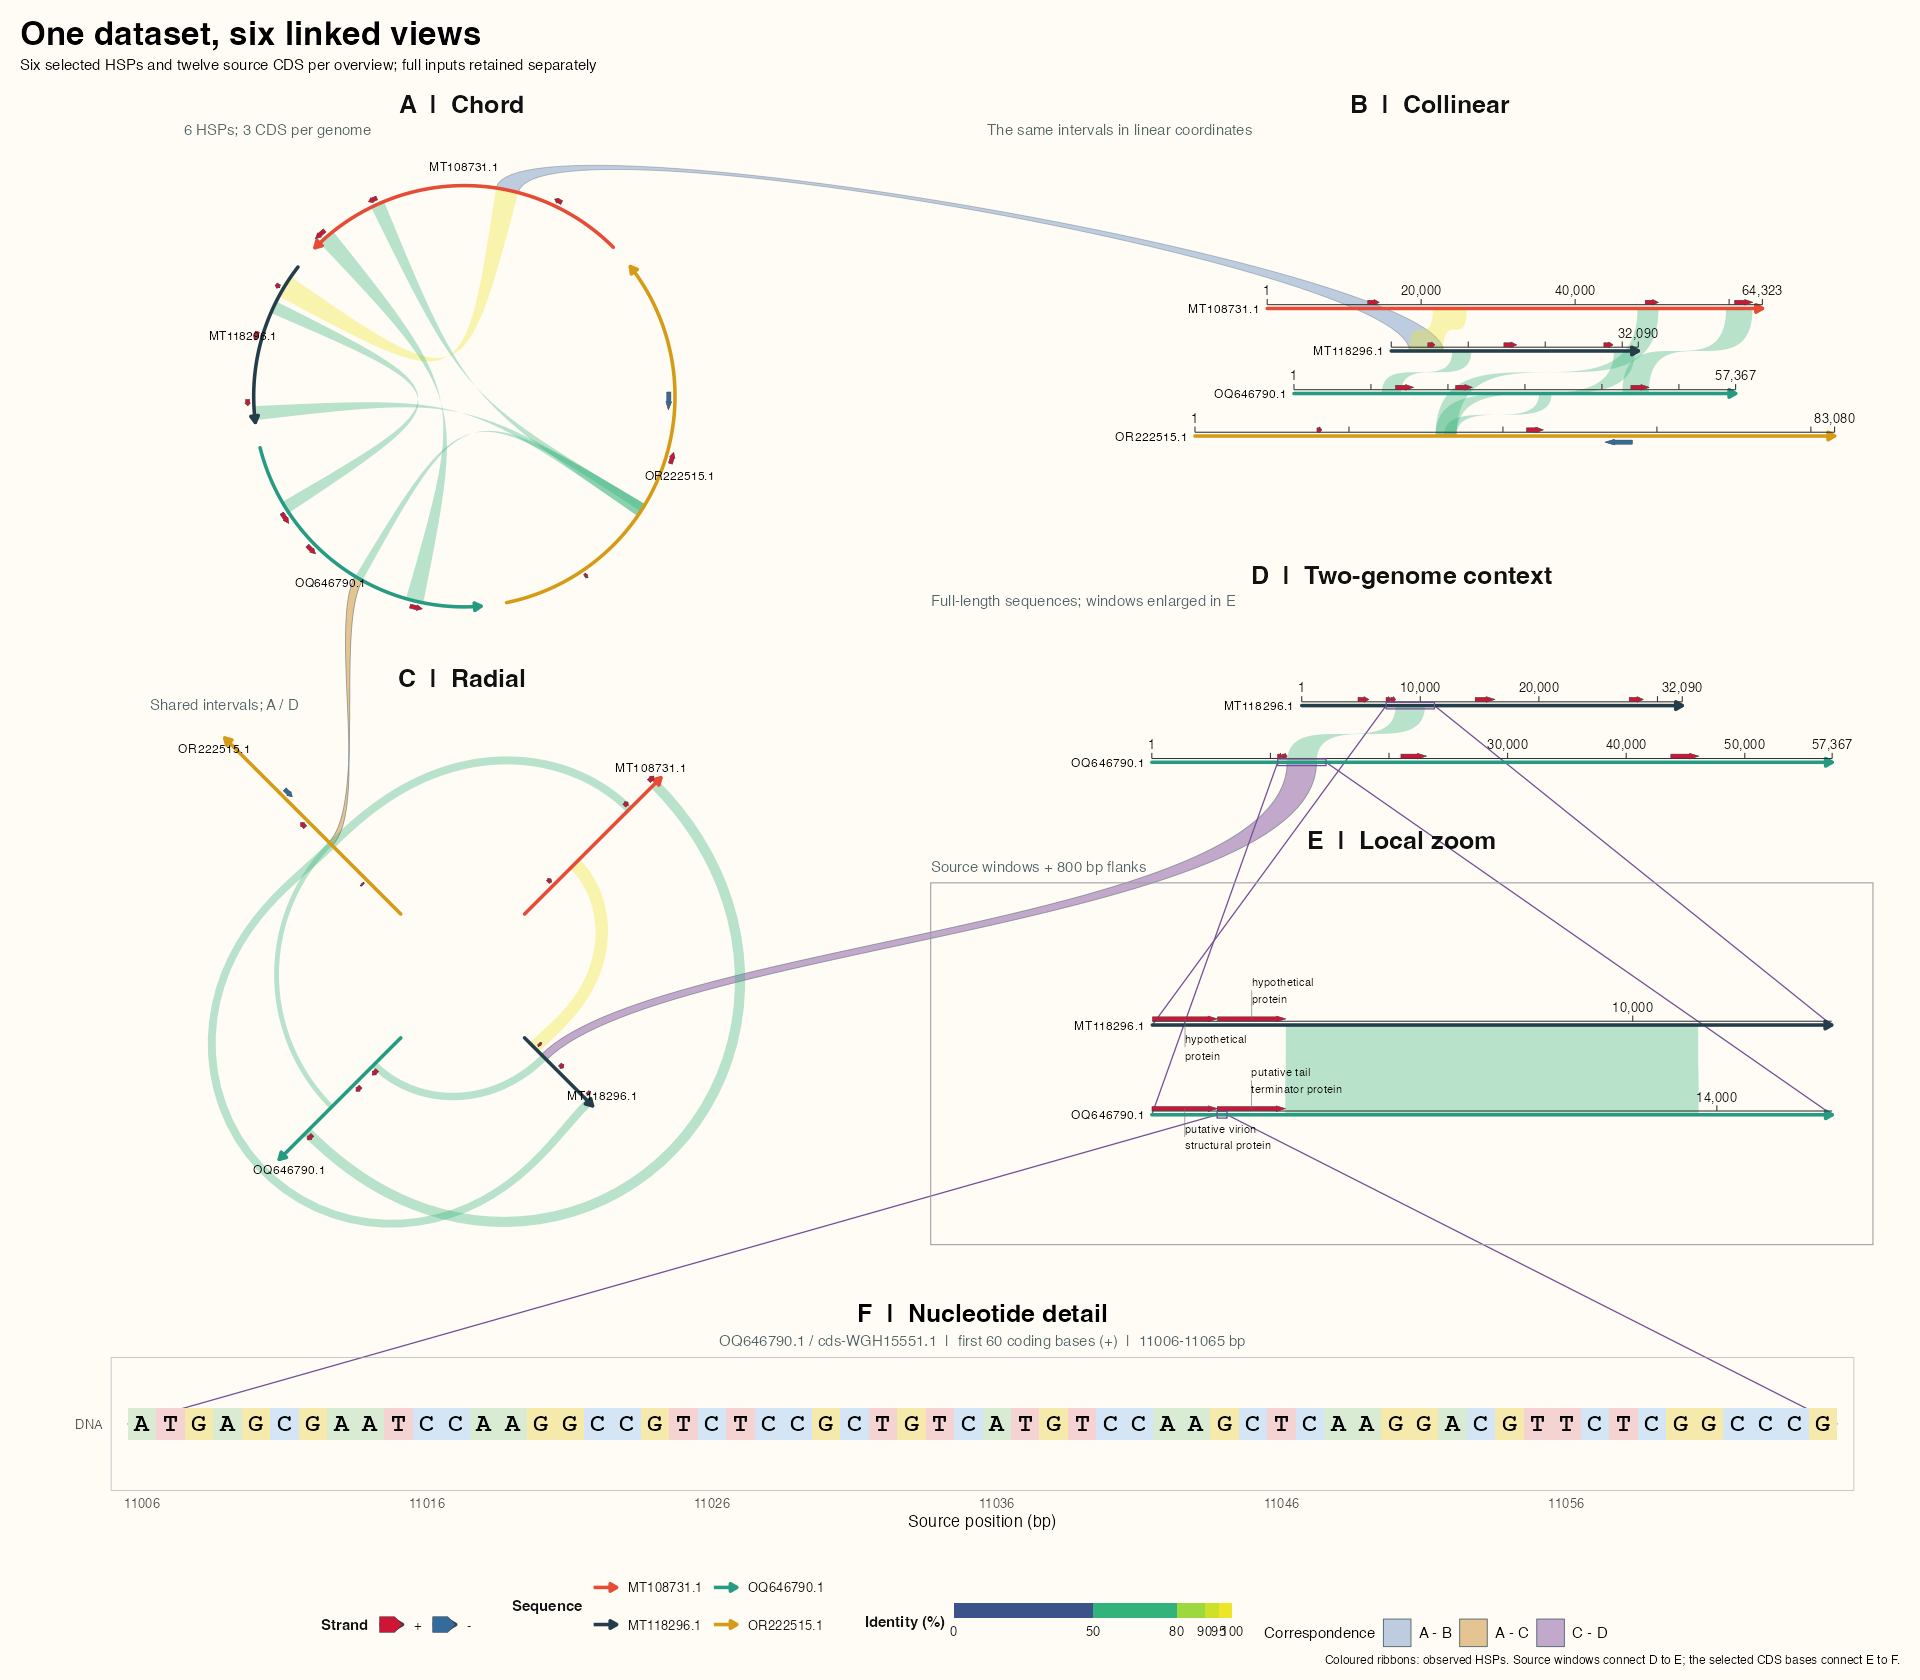 One dataset, six linked views
Six selected HSPs and twelve source CDS per overview; full inputs retained separately
A | Chord
6 HSPs; 3 CDS per genome
MT108731.1
MT118296.1
OR222515.1
OQ646790.1
B | Collinear
The same intervals in linear coordinates
1 20,000 40,000 64,323
MT108731.1
32,090
MT118296.1
1 57,367
OQ646790.1
1 83,080
OR222515.1
C | Radial
Shared intervals; A / D
OR222515.1
MT108731.1
MT118296.1
OQ646790.1
D | Two-genome context
Full-length sequences; windows enlarged in E
1 10,000 20,000 32,090
MT118296.1
1 30,000 40,000 50,000 57,367
OQ646790.1
E | Local zoom
Source windows + 800 bp flanks
hypothetical
protein
10,000
MT118296.1
hypothetical
protein
putative tail
terminator protein
14,000
OQ646790.1
putative virion
structural protein
F | Nucleotide detail
OQ646790.1 / cds-WGH15551.1 | first 60 coding bases (+) | 11006-11065 bp
DNA
A T G A G C G A A T C C A A G G C C G T C T C C G C T G T C A T G T C C A A G C T C A A G G A C G T T C T C G G C C C G
11006 11016 11026 11036 11046 11056
Source position (bp)
Strand + -
Sequence
MT108731.1 OQ646790.1
MT118296.1 OR222515.1
Identity (%)
0 50 80 90 95 100
Correspondence A - B A - C C - D
Coloured ribbons: observed HSPs. Source windows connect D to E; the selected CDS bases connect E to F.